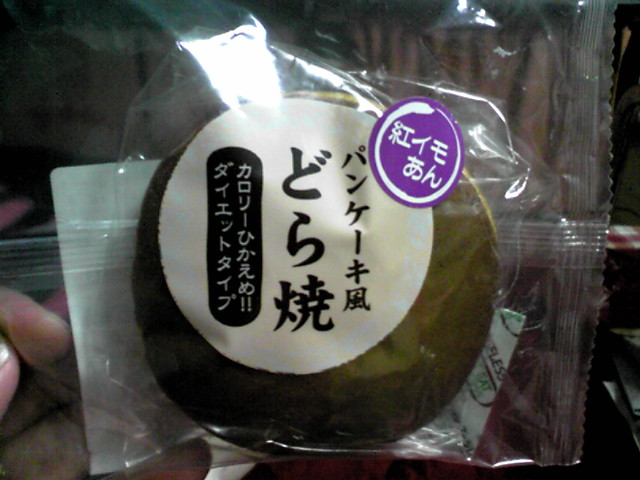 紅イモ
あん
パンケーキ風
どら焼
カロリーひかえめ!!
ダイエットタイプ